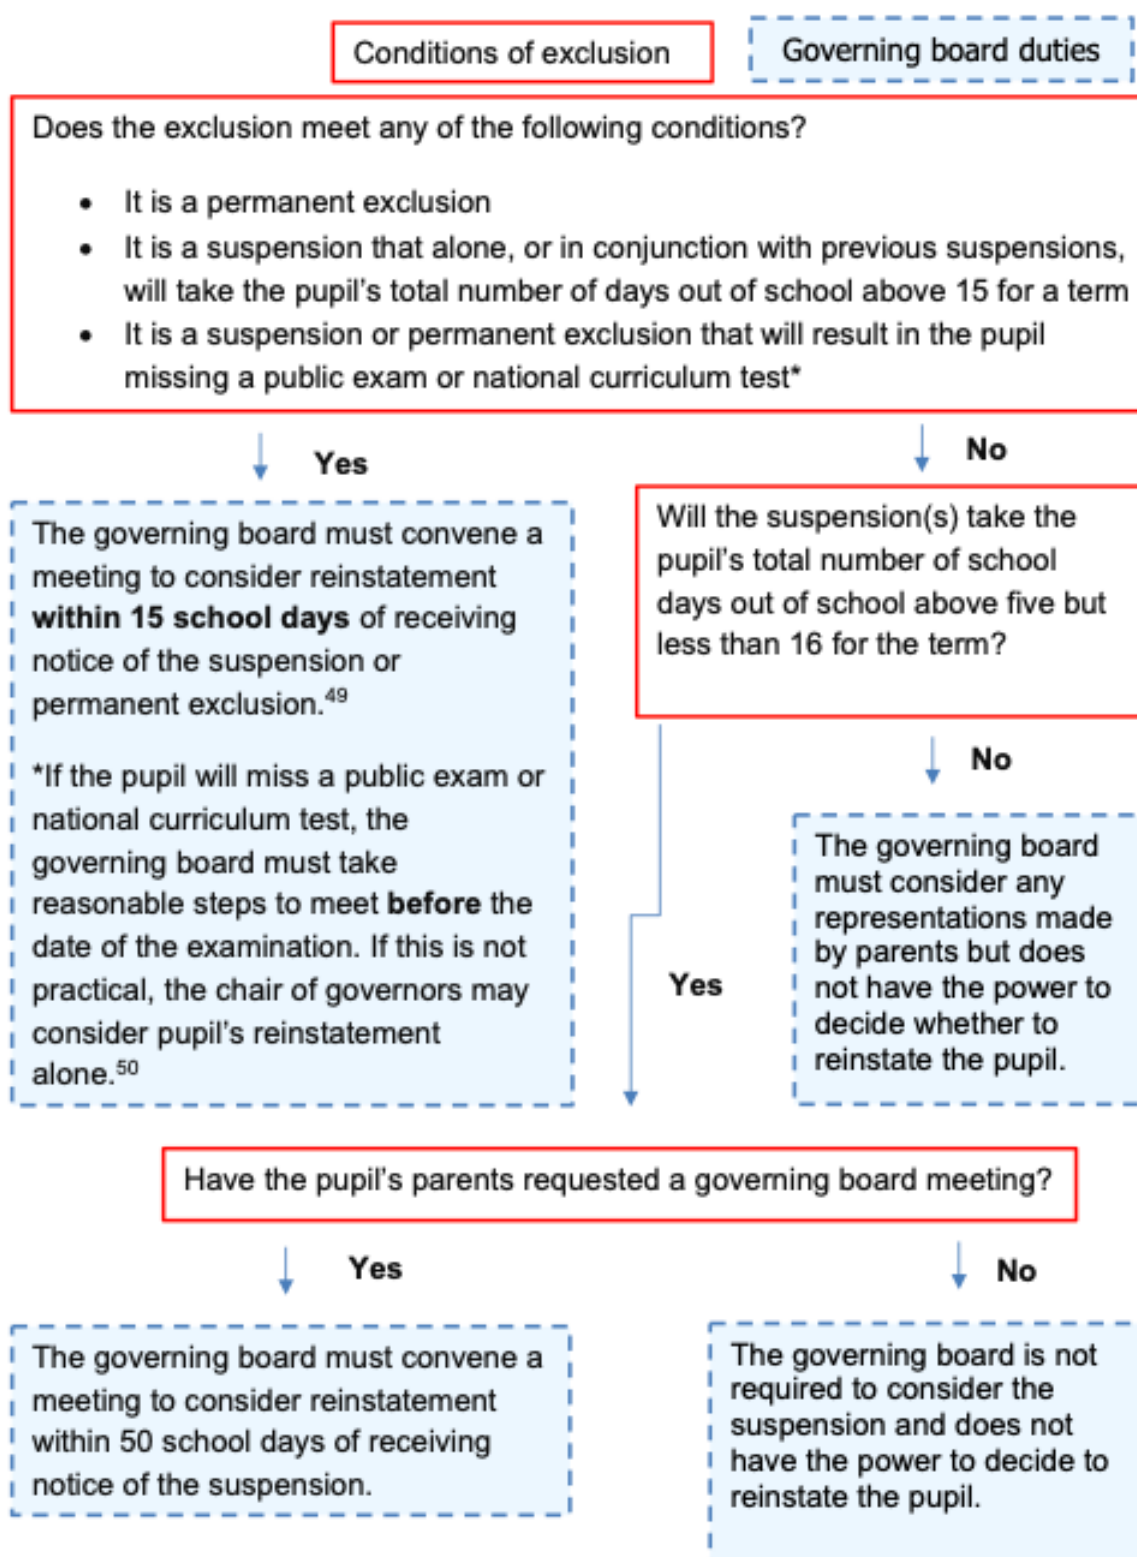 Conditions of exclusion
Governing board duties
Does the exclusion meet any of the following conditions?
• It is a permanent exclusion
• It is a suspension that alone, or in conjunction with previous suspensions,
will take the pupil's total number of days out of school above 15 for a term
• It is a suspension or permanent exclusion that will result in the pupil
missing a public exam or national curriculum test*
Yes
No
The governing board must convene a
meeting to consider reinstatement
within 15 school days of receiving
notice of the suspension or
permanent exclusion.49
*If the pupil will miss a public exam or
national curriculum test, the
governing board must take
reasonable steps to meet before the
date of the examination. If this is not
practical, the chair of governors may
consider pupil's reinstatement
alone.50
Will the suspension(s) take the
pupil's total number of school
days out of school above five but
less than 16 for the term?
No
Yes
The governing board
must consider any
representations made
by parents but does
not have the power to
decide whether to
reinstate the pupil.
Have the pupil's parents requested a governing board meeting?
Yes
No
The governing board must convene a
meeting to consider reinstatement
within 50 school days of receiving
notice of the suspension.
The governing board is not
required to consider the
suspension and does not
have the power to decide to
reinstate the pupil.